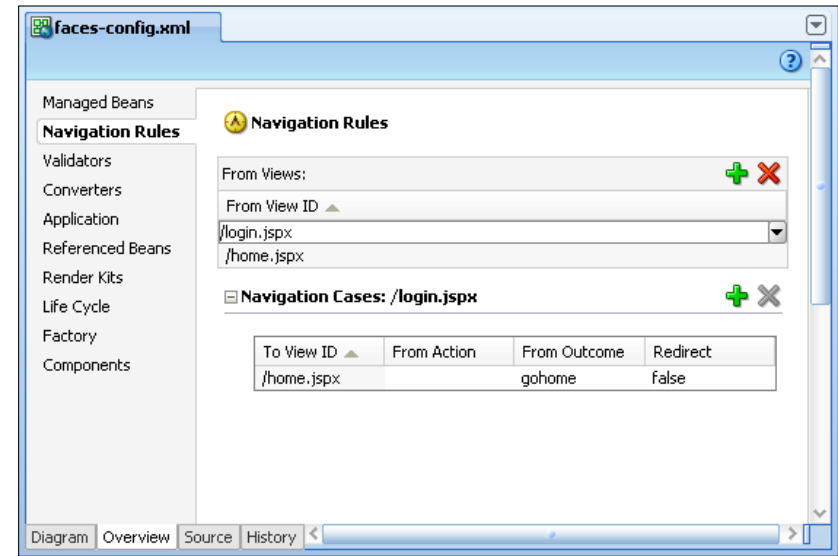 faces-config.xml
Managed Beans
Navigation Rules
Validators
Converters
Application
Referenced Beans
Render Kits
Life Cycle
Factory
Components
Navigation Rules
From Views:
From View ID
/login.jspx
/home.jspx
Navigation Cases: /login.jspx
To View ID From Action From Outcome Redirect
/home.jspx gohome false
Diagram Overview Source History